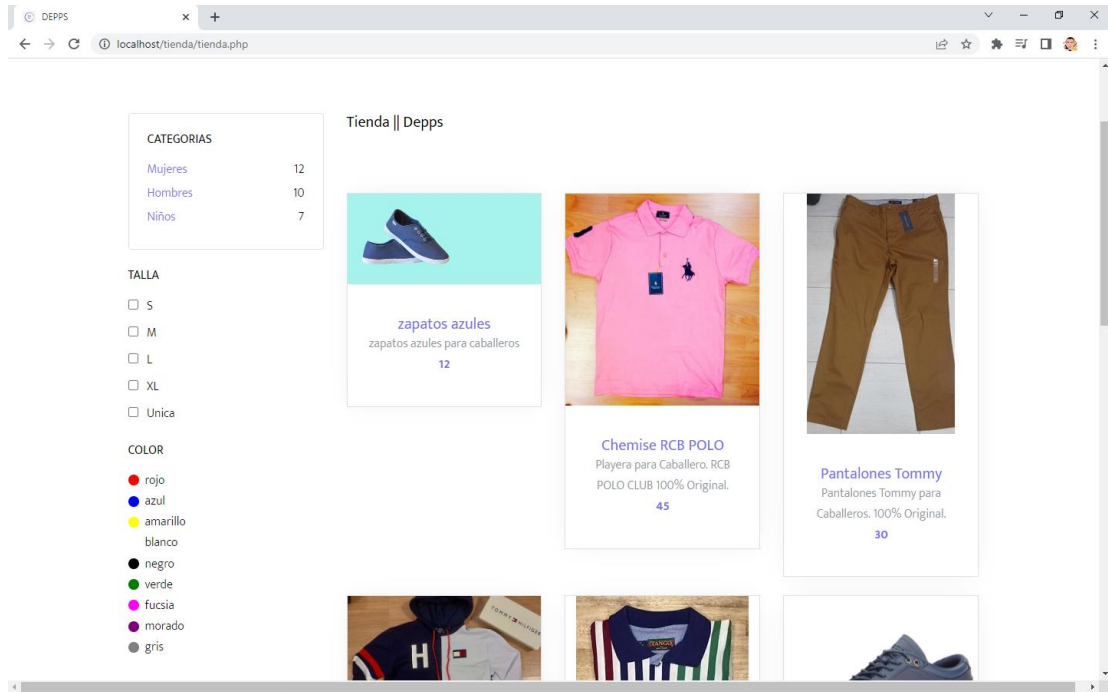 DEPPS
localhost/tienda/tienda.php
CATEGORIAS
Mujeres 12
Hombres 10
Niños 7
TALLA
S
M
L
XL
Unica
COLOR
rojo
azul
amarillo
blanco
negro
verde
fucsia
morado
gris
Tienda || Depps
zapatos azules
zapatos azules para caballeros
12
Chemise RCB POLO
Playera para Caballero. RCB
POLO CLUB 100% Original.
45
Pantalones Tommy
Pantalones Tommy para
Caballeros. 100% Original.
30
H
TOMMY HILFIGER